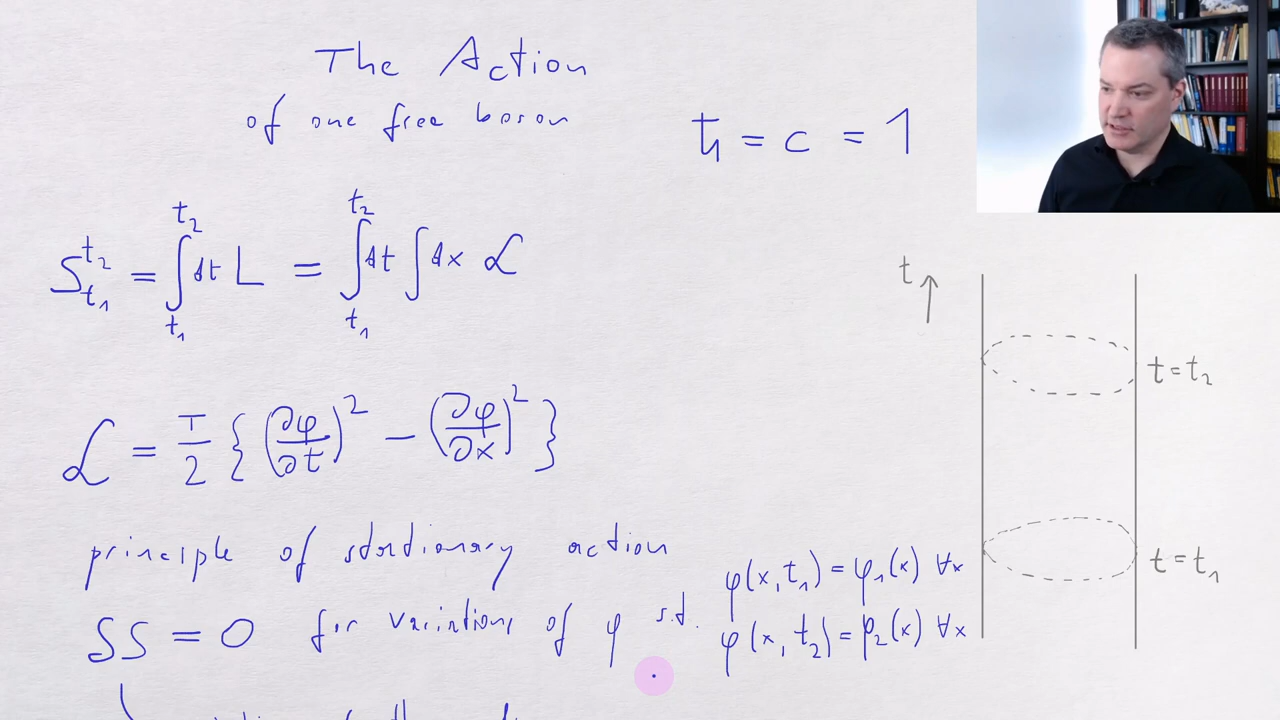 The Action
of one free boson
ħ = c = 1
S_{t_1}^{t_2} = ∫_{t_1}^{t_2} dt L = ∫_{t_1}^{t_2} dt ∫ dx ℒ
t ↑
t = t_2
ℒ = T/2 { (∂φ/∂t)^2 − (∂φ/∂x)^2 }
principle of stationary action
t = t_1
φ(x, t_1) = φ_1(x) ∀x
δS = 0 for variations of φ s.t.
φ(x, t_2) = φ_2(x) ∀x